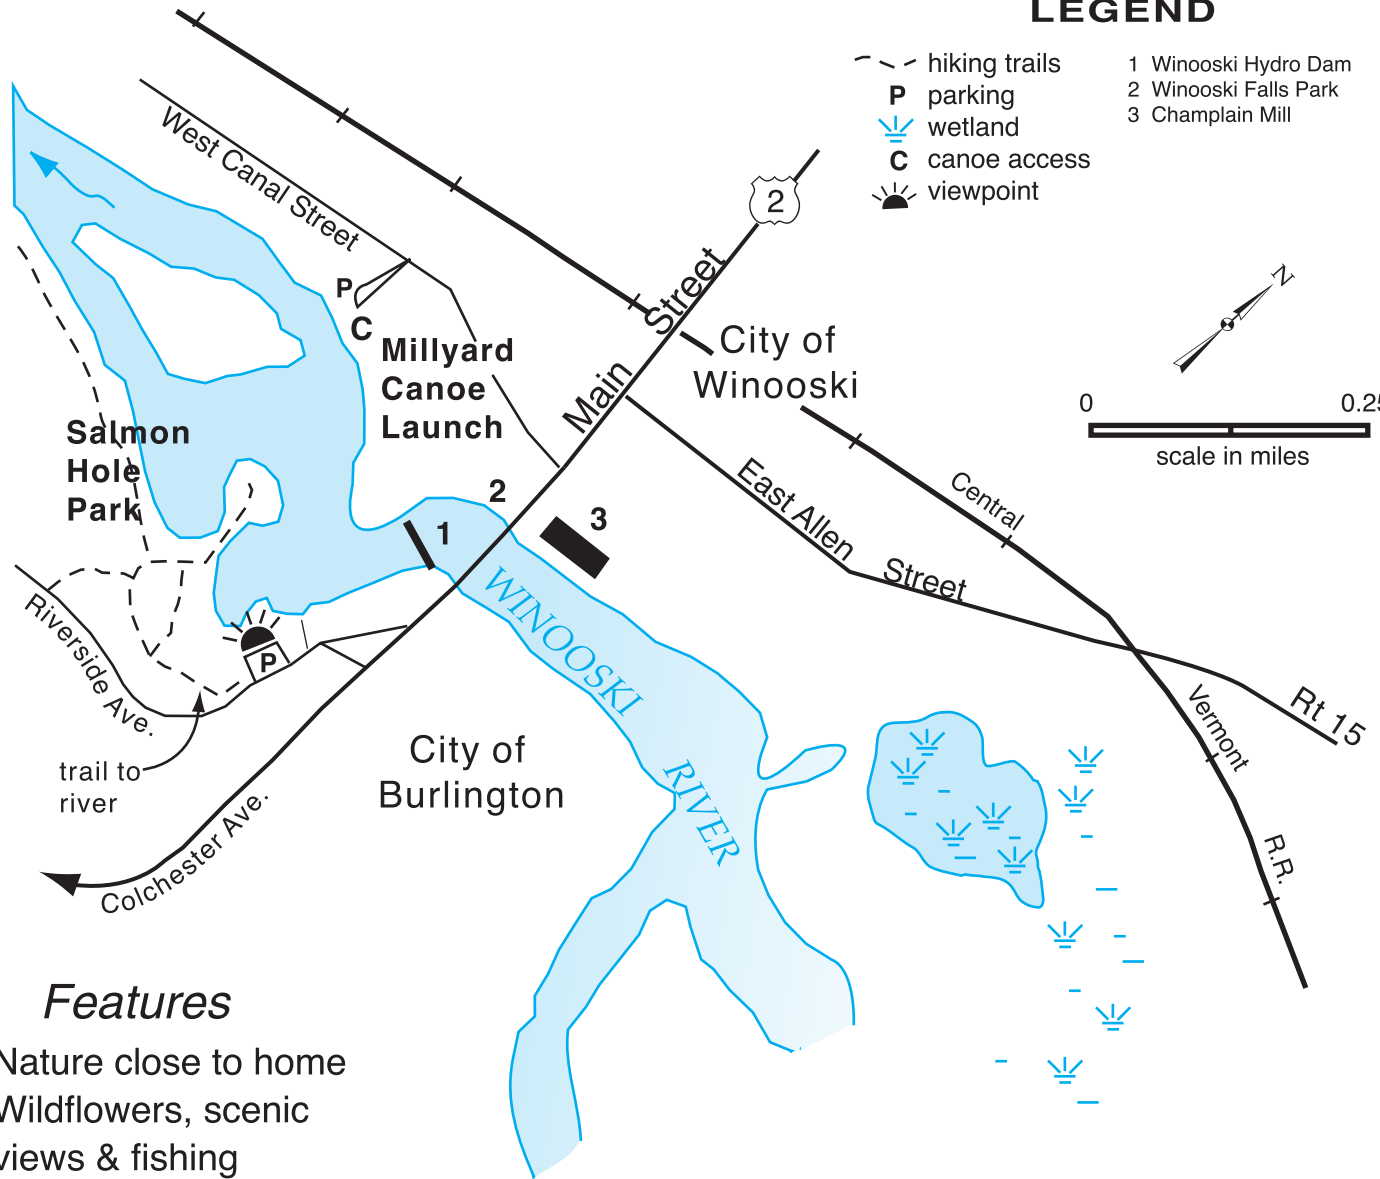 LEGEND
hiking trails
P parking
wetland
C canoe access
viewpoint
1 Winooski Hydro Dam
2 Winooski Falls Park
3 Champlain Mill
2
N
0 0.25
scale in miles
West Canal Street
P
C
Millyard
Canoe
Launch
Main Street
City of
Winooski
Salmon
Hole
Park
1
2
3
East Allen Street
Central Vermont R.R.
Rt 15
WINOOSKI RIVER
Riverside Ave.
P
trail to
river
Colchester Ave.
City of
Burlington
Features
Nature close to home
Wildflowers, scenic
views & fishing